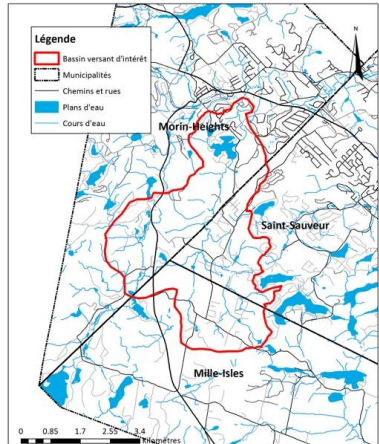 Légende
Bassin versant d'intérêt
Municipalités
Chemins et rues
Plans d'eau
Cours d'eau
N
Morin-Heights
Saint-Sauveur
Mille-Isles
0 0.85 1.7 2.55 3.4
Kilomètres